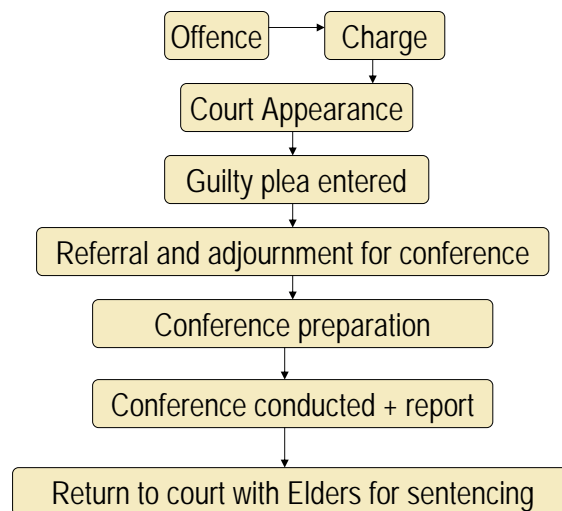 Offence
Charge
Court Appearance
Guilty plea entered
Referral and adjournment for conference
Conference preparation
Conference conducted + report
Return to court with Elders for sentencing